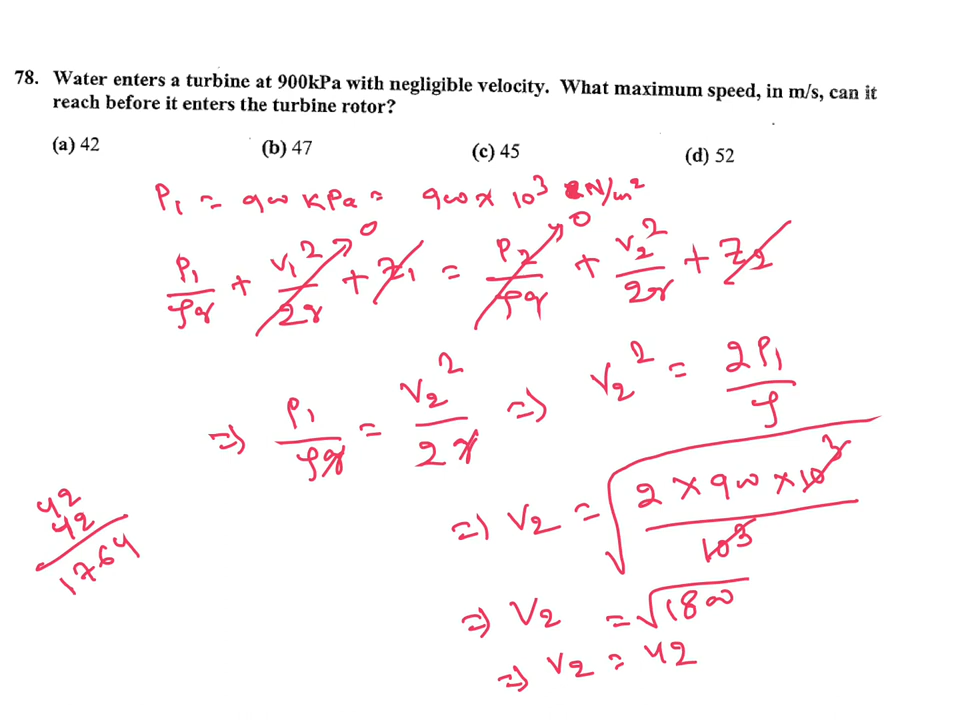 78. Water enters a turbine at 900kPa with negligible velocity. What maximum speed, in m/s, can it
reach before it enters the turbine rotor?
(a) 42 (b) 47 (c) 45 (d) 52
P₁ = 900 KPa = 900 x 10³ N/m²
P₁/ρg + V₁²/2g → 0 + Z₁ = P₂/ρg → 0 + V₂²/2g + Z₂
⇒ P₁/ρg = V₂²/2g ⇒ V₂² = 2P₁/ρ
⇒ V₂ = √(2 x 900 x 10³/10³)
42
42
1764
⇒ V₂ = √1800
⇒ V₂ = 42